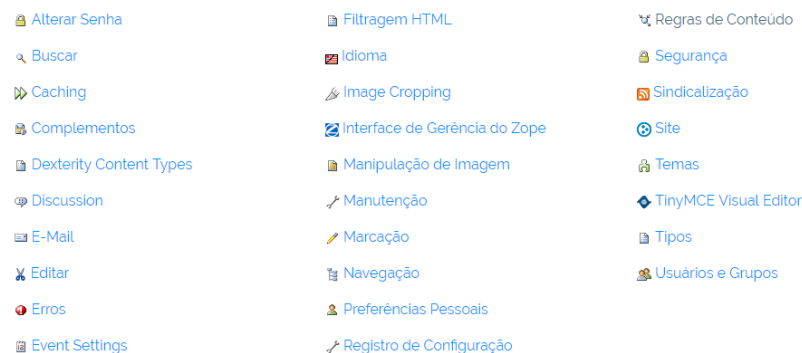 Alterar Senha
Buscar
Caching
Complementos
Dexterity Content Types
Discussion
E-Mail
Editar
Erros
Event Settings
Filtragem HTML
Idioma
Image Cropping
Interface de Gerência do Zope
Manipulação de Imagem
Manutenção
Marcação
Navegação
Preferências Pessoais
Registro de Configuração
Regras de Conteúdo
Segurança
Sindicalização
Site
Temas
TinyMCE Visual Editor
Tipos
Usuários e Grupos